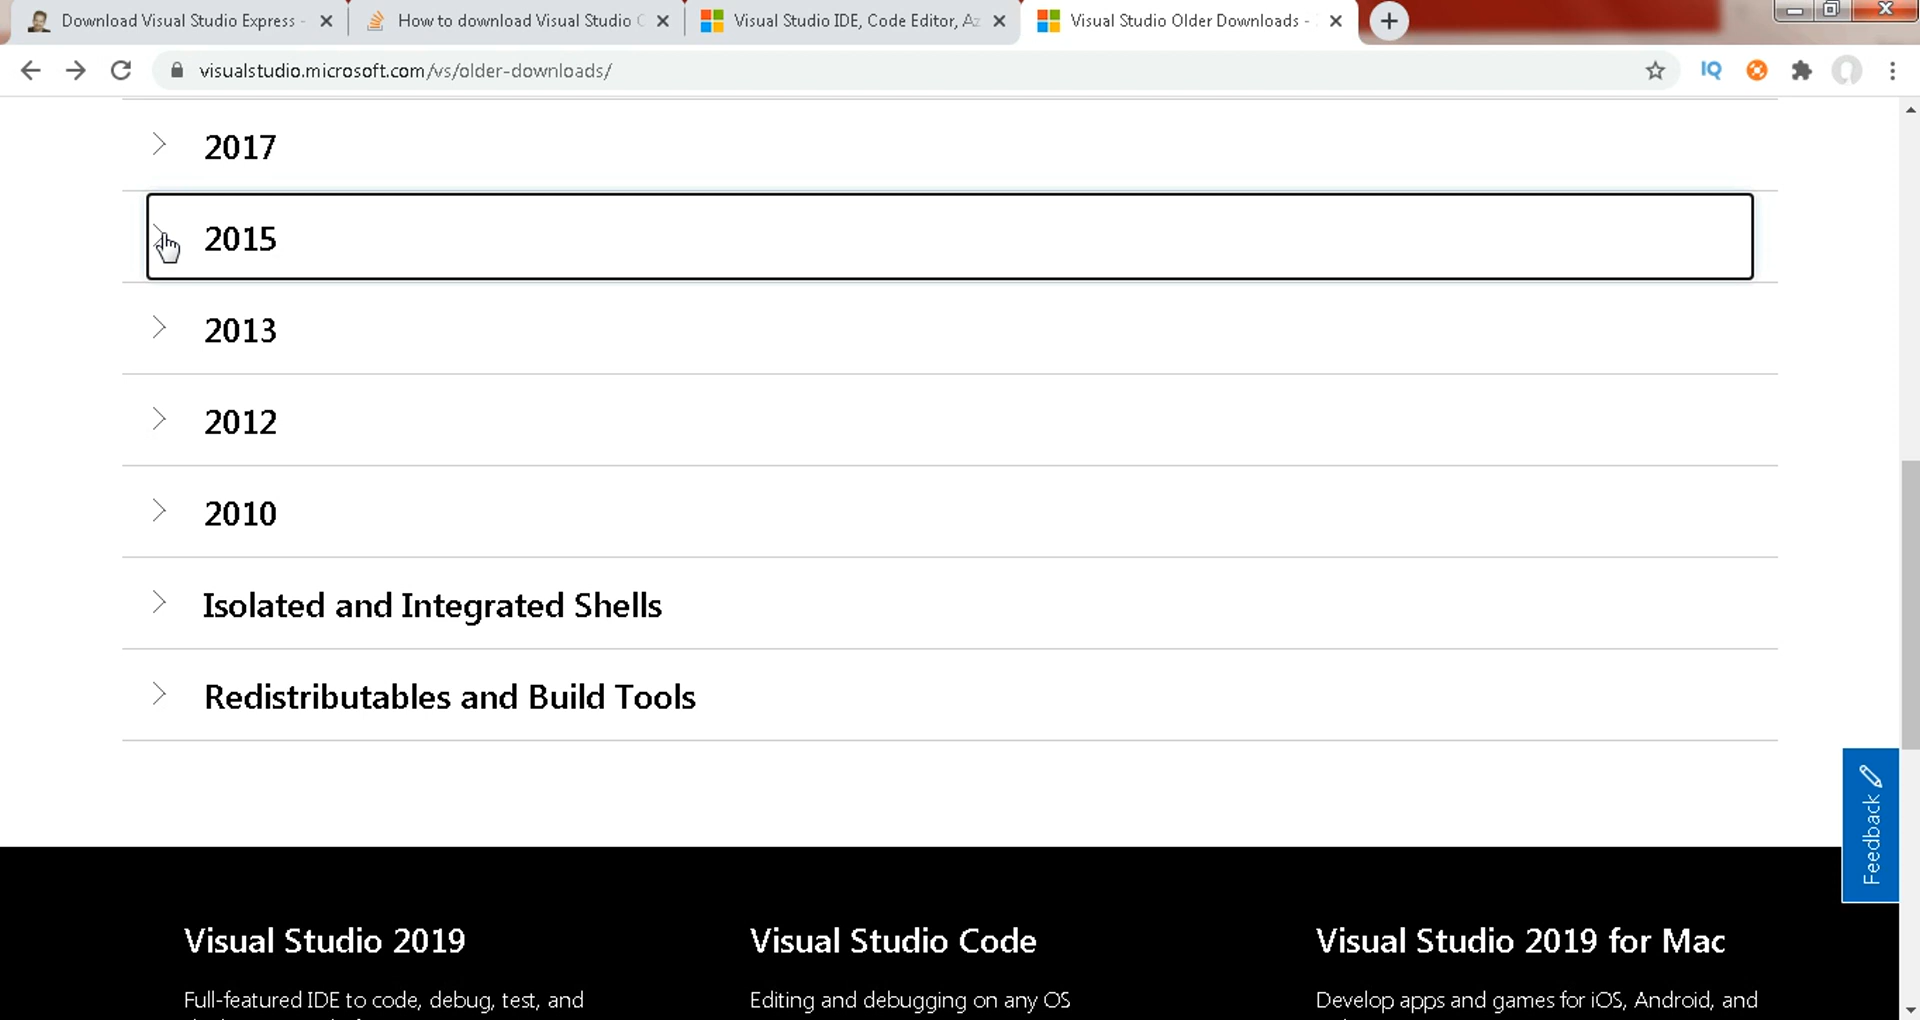 Download Visual Studio Express -
How to download Visual Studio C
Visual Studio IDE, Code Editor, Az
Visual Studio Older Downloads -
visualstudio.microsoft.com/vs/older-downloads/
IQ
2017
2015
2013
2012
2010
Isolated and Integrated Shells
Redistributables and Build Tools
Feedback
Visual Studio 2019
Visual Studio Code
Visual Studio 2019 for Mac
Full-featured IDE to code, debug, test, and
Editing and debugging on any OS
Develop apps and games for iOS, Android, and